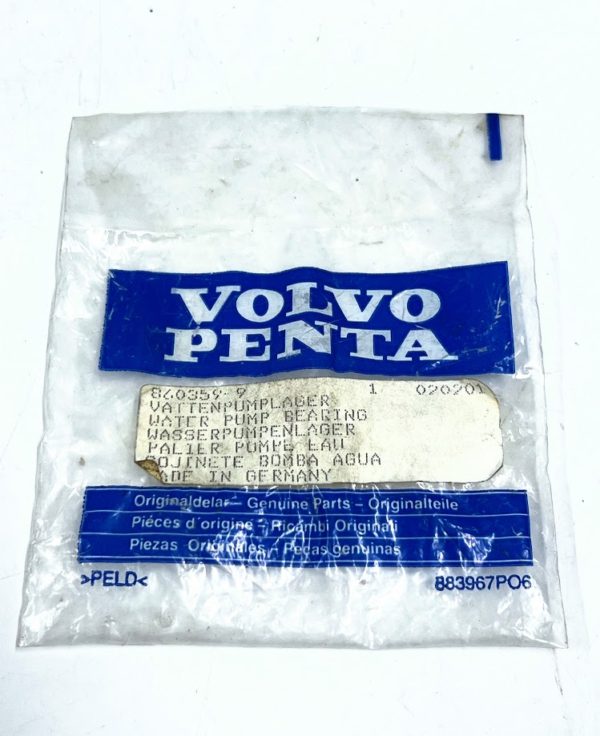 VOLVO
PENTA
860359 9 1 020201
VATTENPUMPLAGER
WATER PUMP BEARING
WASSERPUMPENLAGER
PALIER POMPE EAU
COJINETE BOMBA AGUA
MADE IN GERMANY
Originaldelar – Genuine Parts – Originalteile
Piéces d'origine – Ricambi Originali
Piezas Originales – Peças genuinas
>PELD<
883967PO6